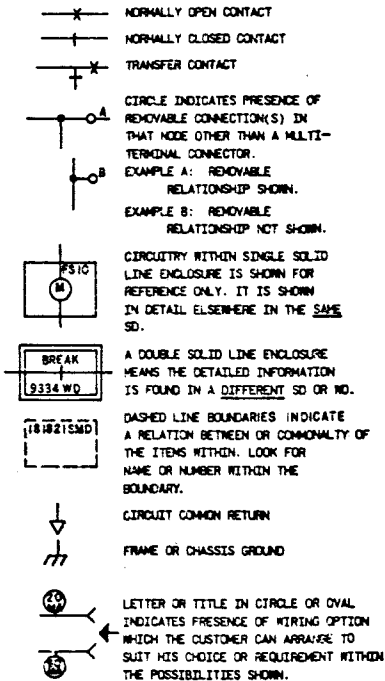 NORMALLY OPEN CONTACT
NORMALLY CLOSED CONTACT
TRANSFER CONTACT
A
CIRCLE INDICATES PRESENCE OF
REMOVABLE CONNECTION(S) IN
THAT NODE OTHER THAN A MULTI-
TERMINAL CONNECTOR.
B
EXAMPLE A: REMOVABLE
RELATIONSHIP SHOWN.
EXAMPLE B: REMOVABLE
RELATIONSHIP NOT SHOWN.
FSIC
M
CIRCUITRY WITHIN SINGLE SOLID
LINE ENCLOSURE IS SHOWN FOR
REFERENCE ONLY. IT IS SHOWN
IN DETAIL ELSEWHERE IN THE SAME
SD.
BREAK
9334 WD
A DOUBLE SOLID LINE ENCLOSURE
MEANS THE DETAILED INFORMATION
IS FOUND IN A DIFFERENT SD OR WD.
181821SMD
DASHED LINE BOUNDARIES INDICATE
A RELATION BETWEEN OR COMMONALTY OF
THE ITEMS WITHIN. LOOK FOR
NAME OR NUMBER WITHIN THE
BOUNDARY.
CIRCUIT COMMON RETURN
FRAME OR CHASSIS GROUND
20
MA
LETTER OR TITLE IN CIRCLE OR OVAL
INDICATES PRESENCE OF WIRING OPTION
WHICH THE CUSTOMER CAN ARRANGE TO
SUIT HIS CHOICE OR REQUIREMENT WITHIN
THE POSSIBILITIES SHOWN.